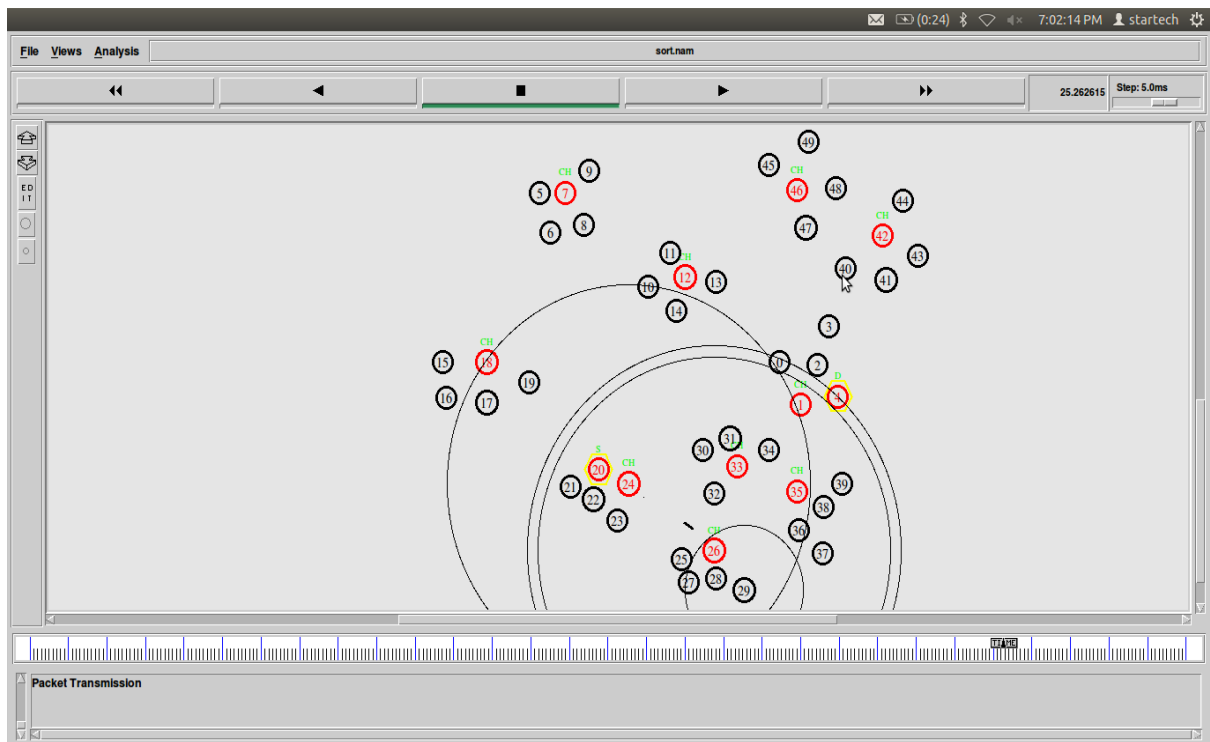 (0:24) 7:02:14 PM startech
File Views Analysis sort.nam
25.262615 Step: 5.0ms
ED
IT
49
45
CH CH
9
5 7 46 48
44
CH
8 47 42
6
11 CH 43
40
12 13 41
10
14
3
CH
15 18 0 2
D
19 CH
16 17 1 4
31
30 CH 34
S
CH 33 CH
20
21 24 32 35 39
22 38
23
CH 36
26 37
25
27 28 29
TIME
Packet Transmission